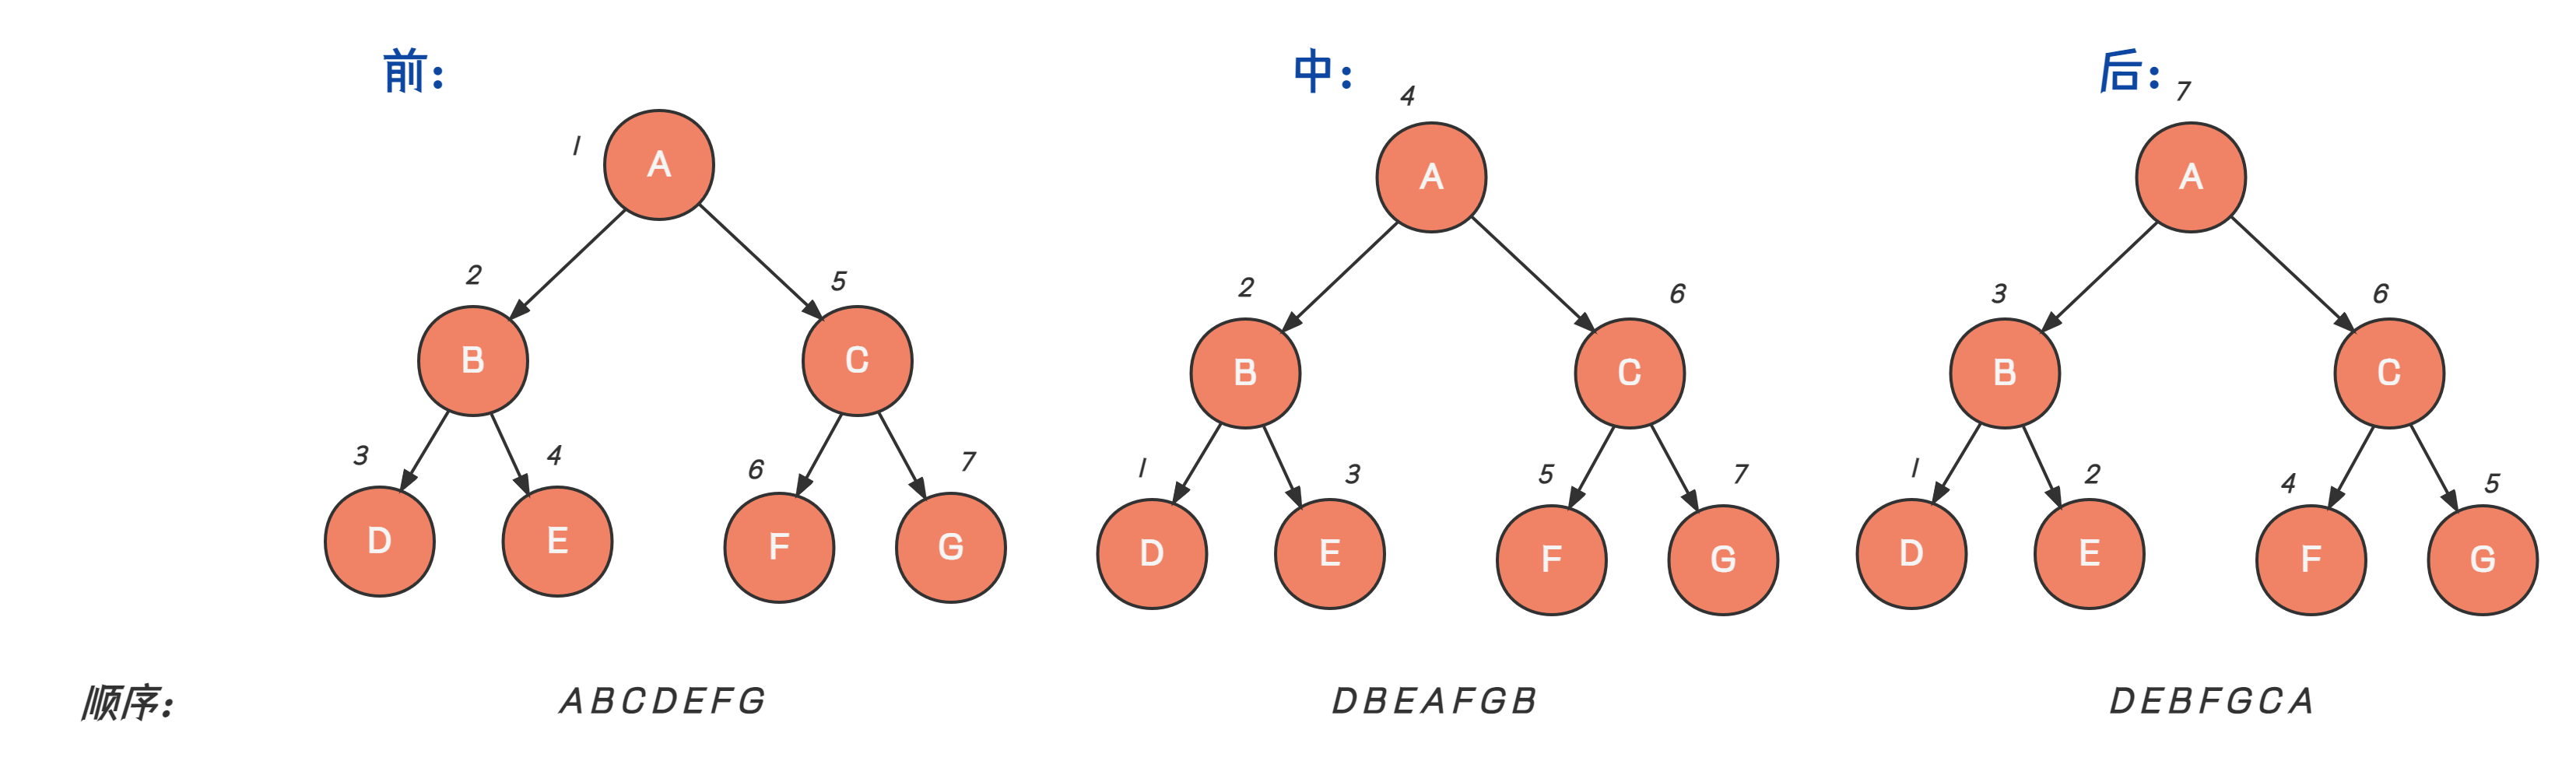 前: 中: 后:
1 4 7
A A A
2 5 2 6 3 6
B C B C B C
3 4 6 7 1 3 5 7 1 2 4 5
D E F G D E F G D E F G
顺序: ABCDEFG DBEAFGB DEBFGCA